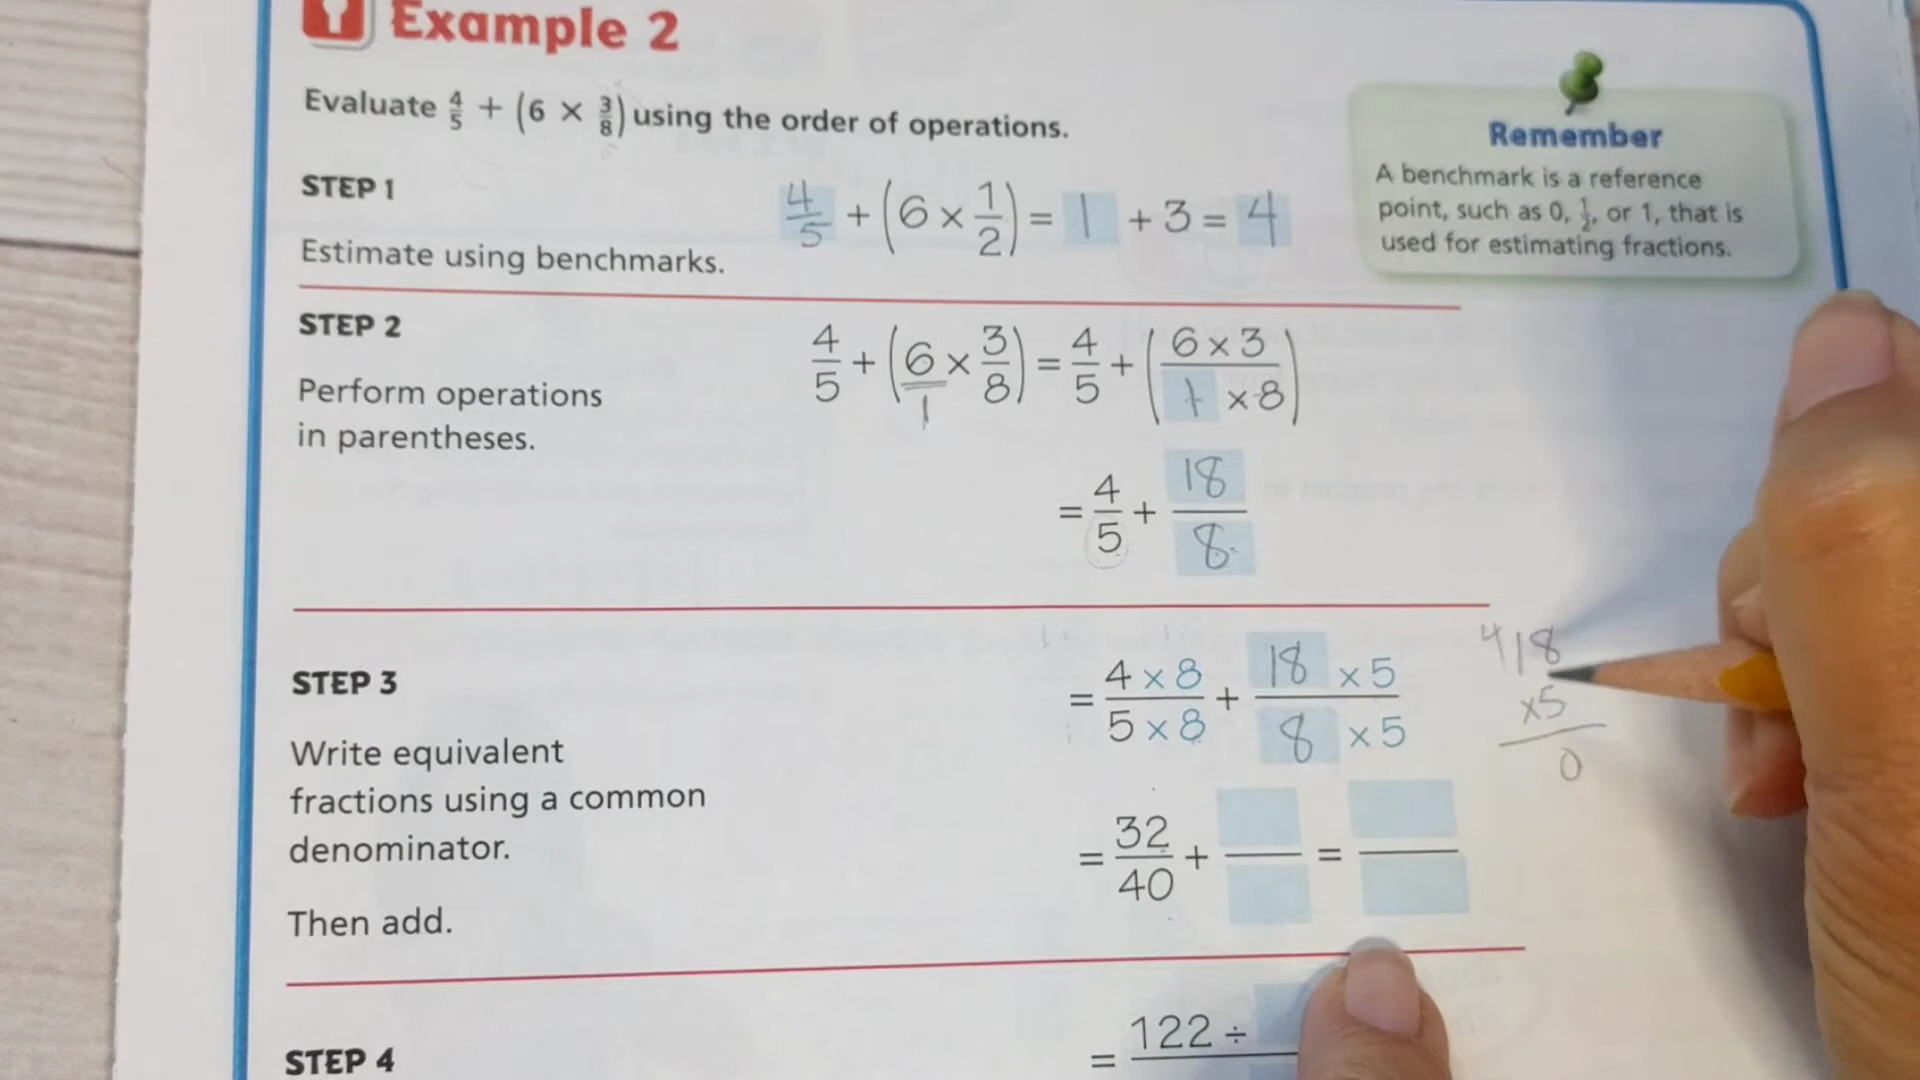 Example 2
Evaluate 4/5 + (6 × 3/8) using the order of operations.
Remember
A benchmark is a reference
point, such as 0, 1/2, or 1, that is
used for estimating fractions.
STEP 1
4/5 + (6 × 1/2) = 1 + 3 = 4
Estimate using benchmarks.
STEP 2
4/5 + (6/1 × 3/8) = 4/5 + (6 × 3 / 1 × 8)
Perform operations
in parentheses.
= 4/5 + 18/8
STEP 3
= 4 × 8 / 5 × 8 + 18 × 5 / 8 × 5
4 18
×5
0
Write equivalent
fractions using a common
denominator.
= 32/40 + =
Then add.
STEP 4
= 122 ÷